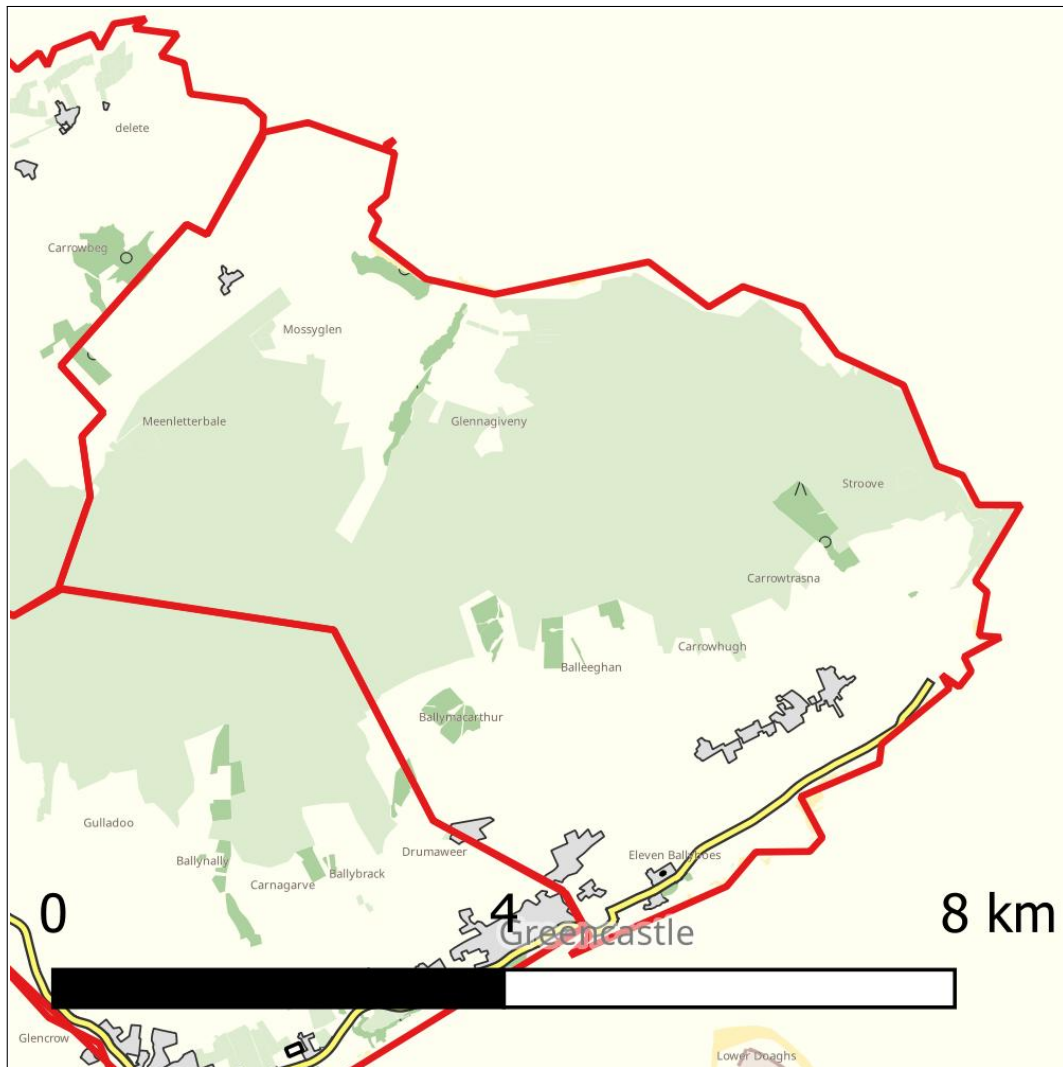 delete
Carrowbeg
Mossyglen
Meenletterbale
Glennagiveny
Stroove
Carrowtrasna
Carrowhugh
Balleeghan
Ballymacarthur
Gulladoo
Drumaweer
Ballynally
Ballybrack
Carnagarve
Eleven Ballyboes
0 4 8 km
Greencastle
Glencrow
Lower Doaghs